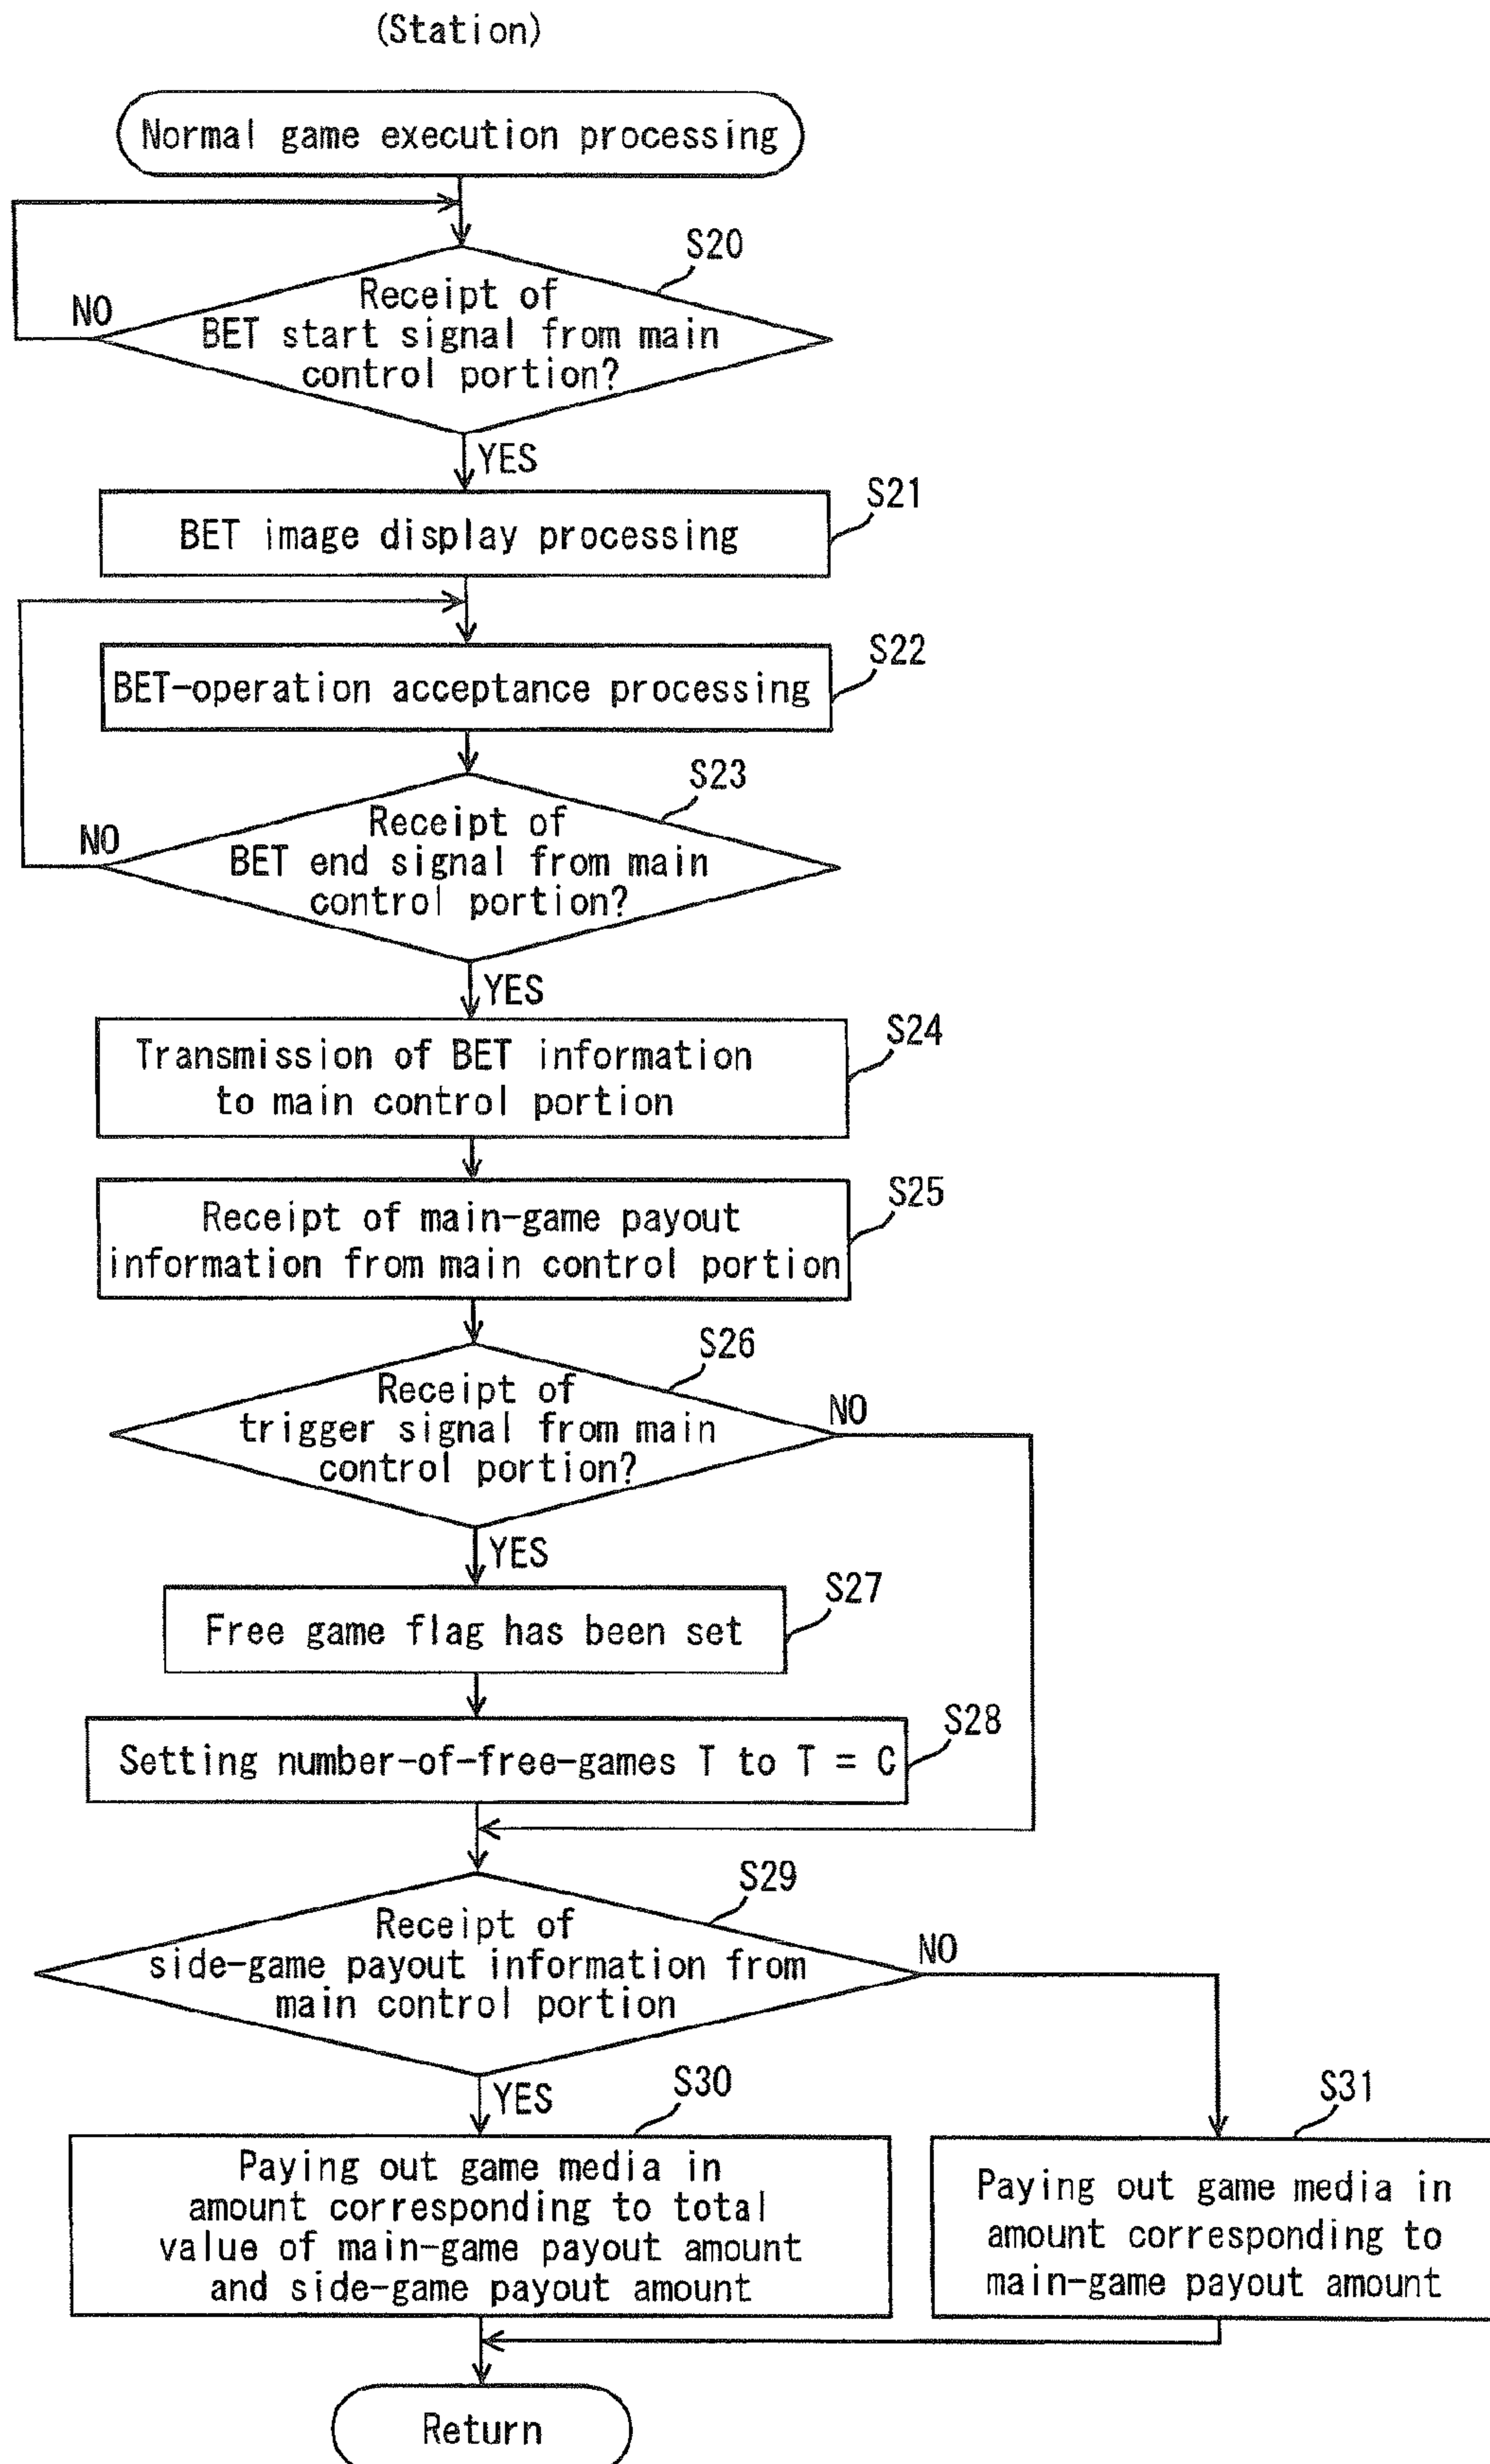 (Station)
Normal game execution processing
S20
Receipt of
BET start signal from main
control portion?
NO
YES
S21
BET image display processing
S22
BET-operation acceptance processing
S23
Receipt of
BET end signal from main
control portion?
NO
YES
S24
Transmission of BET information
to main control portion
S25
Receipt of main-game payout
information from main control portion
S26
Receipt of
trigger signal from main
control portion?
NO
YES
S27
Free game flag has been set
S28
Setting number-of-free-games T to T = C
S29
Receipt of
side-game payout information from
main control portion
NO
YES
S30
Paying out game media in
amount corresponding to total
value of main-game payout amount
and side-game payout amount
S31
Paying out game media in
amount corresponding to
main-game payout amount
Return